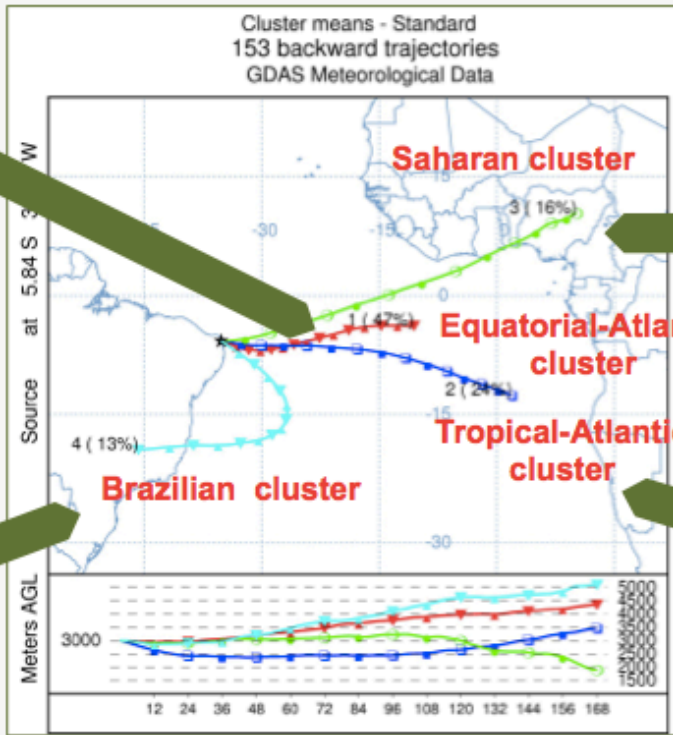 Cluster means - Standard
153 backward trajectories
GDAS Meteorological Data
Source at 5.84 S
W
Saharan cluster
15
3 ( 16%)
-30
-15
0
0
1 ( 47%)
Equatorial-Atlan
cluster
2 ( 24%)
-15
4 ( 13%)
Tropical-Atlantic
cluster
Brazilian cluster
-30
Meters AGL
3000
5000
4500
4000
3500
3000
2500
2000
1500
12 24 36 48 60 72 84 96 108 120 132 144 156 168